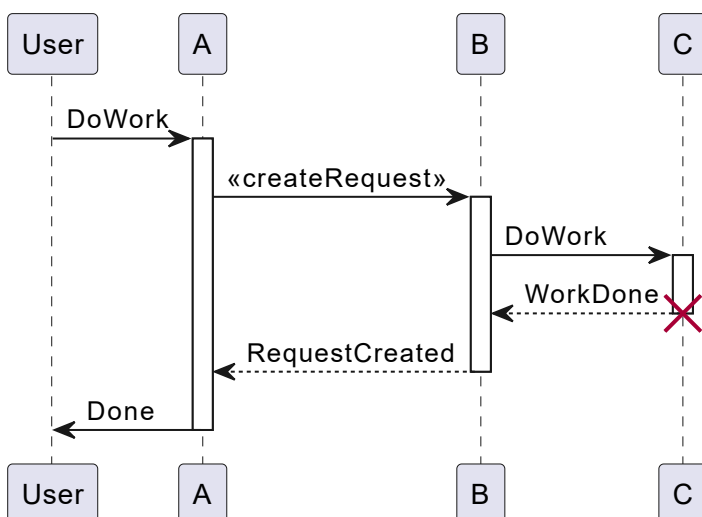 User A B C
DoWork
«createRequest»
DoWork
WorkDone
RequestCreated
Done
User A B C